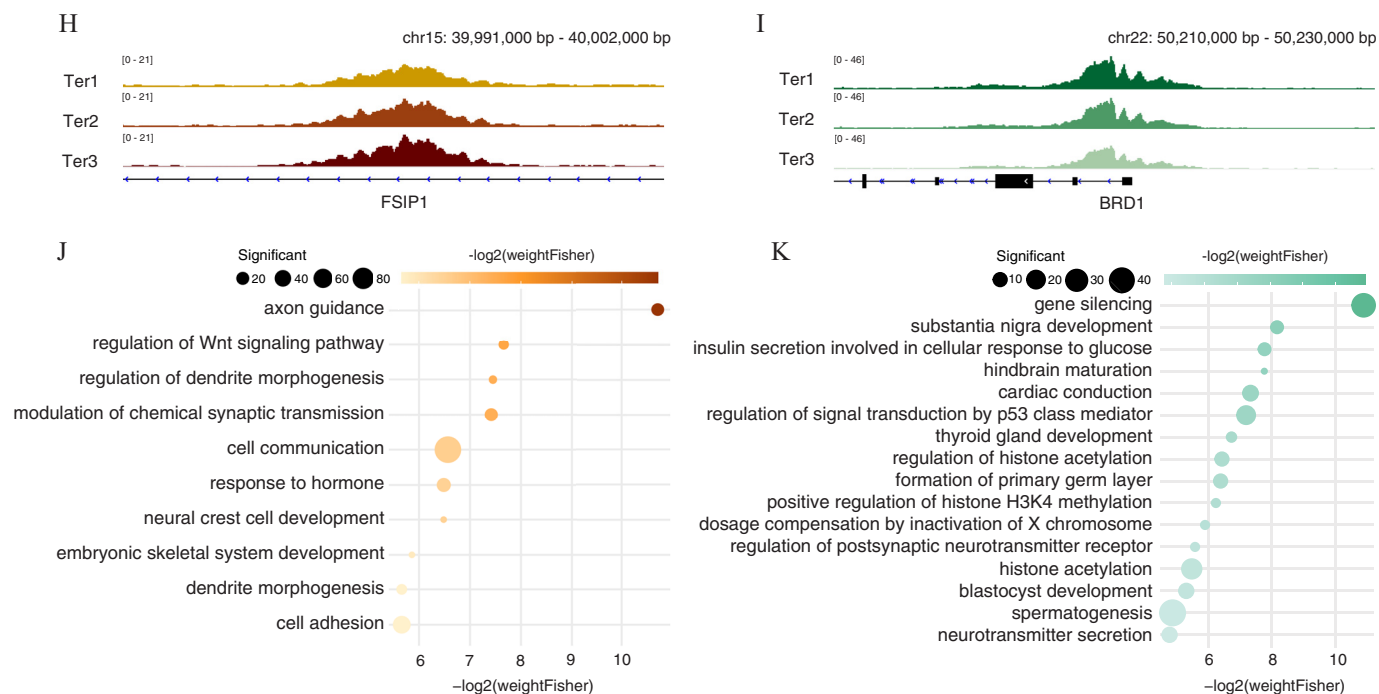 H
chr15: 39,991,000 bp - 40,002,000 bp
[0 - 21]
Ter1
[0 - 21]
Ter2
[0 - 21]
Ter3
FSIP1
I
chr22: 50,210,000 bp - 50,230,000 bp
[0 - 46]
Ter1
[0 - 46]
Ter2
[0 - 46]
Ter3
BRD1
J
Significant
20 40 60 80
-log2(weightFisher)
axon guidance
regulation of Wnt signaling pathway
regulation of dendrite morphogenesis
modulation of chemical synaptic transmission
cell communication
response to hormone
neural crest cell development
embryonic skeletal system development
dendrite morphogenesis
cell adhesion
6 7 8 9 10
−log2(weightFisher)
K
Significant
10 20 30 40
-log2(weightFisher)
gene silencing
substantia nigra development
insulin secretion involved in cellular response to glucose
hindbrain maturation
cardiac conduction
regulation of signal transduction by p53 class mediator
thyroid gland development
regulation of histone acetylation
formation of primary germ layer
positive regulation of histone H3K4 methylation
dosage compensation by inactivation of X chromosome
regulation of postsynaptic neurotransmitter receptor
histone acetylation
blastocyst development
spermatogenesis
neurotransmitter secretion
6 8 10
−log2(weightFisher)